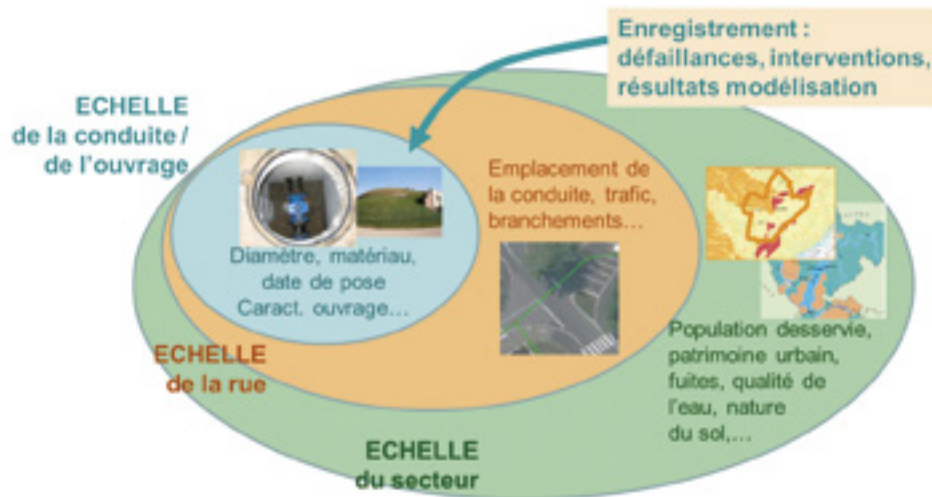 Enregistrement :
défaillances, interventions,
résultats modélisation
ECHELLE
de la conduite /
de l'ouvrage
Emplacement de
la conduite, trafic,
branchements...
Diamètre, matériau,
date de pose
Caract. ouvrage...
Population desservie,
patrimoine urbain,
fuites, qualité de
l'eau, nature
du sol,...
ECHELLE
de la rue
ECHELLE
du secteur